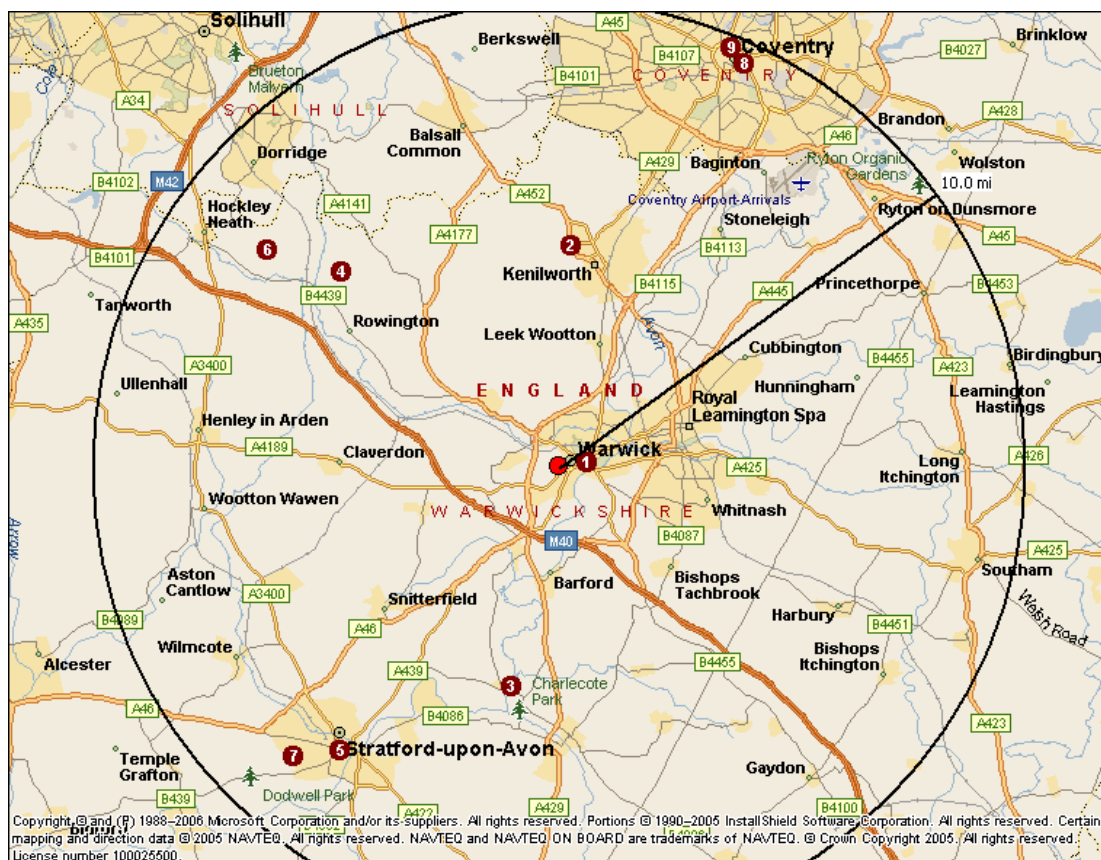 Solihull
Berkswell
A45
B4107
9
Coventry
8
B4027
Brinklow
Cole
Brueton
Malvern
B4101
COVENTRY
A34
SOLIHULL
Balsall
Common
A428
Brandon
A46
Dorridge
A429
Baginton
Ryton Organic
Gardens
Wolston
B4102
M42
A452
10.0 mi
Hockley
Neath
A4141
Coventry Airport-Arrivals
Ryton on Dunsmore
Stoneleigh
A4177
6
2
B4113
A45
B4101
4
Kenilworth
B4115
Princethorpe
B4453
Tanworth
B4439
A445
A435
Rowington
Leek Wootton
Avon
Cubbington
A3400
B4455
Birdingbury
Ullenhall
ENGLAND
Hunningham
A423
Leamington
Hastings
Royal
Leamington Spa
Henley in Arden
A4189
Claverdon
Warwick
1
A425
Long
Itchington
A426
Wootton Wawen
WARWICKSHIRE
Whitnash
Arrow
M40
B4087
A425
Southam
Aston
Cantlow
A3400
Barford
Bishops
Tachbrook
Snitterfield
Harbury
Welsh Road
B4089
A46
B4451
Wilmcote
Bishops
Itchington
Alcester
A439
B4455
3
Charlecote
Park
A46
B4086
A423
7
5
Stratford-upon-Avon
Temple
Grafton
Gaydon
Dodwell Park
B439
A422
A429
B4100
Copyright © and (P) 1988–2006 Microsoft Corporation and/or its suppliers. All rights reserved. Portions © 1990–2005 InstallShield Software Corporation. All rights reserved. Certain
mapping and direction data © 2005 NAVTEQ. All rights reserved. NAVTEQ and NAVTEQ ON BOARD are trademarks of NAVTEQ. © Crown Copyright 2005. All rights reserved.
License number 100025500.